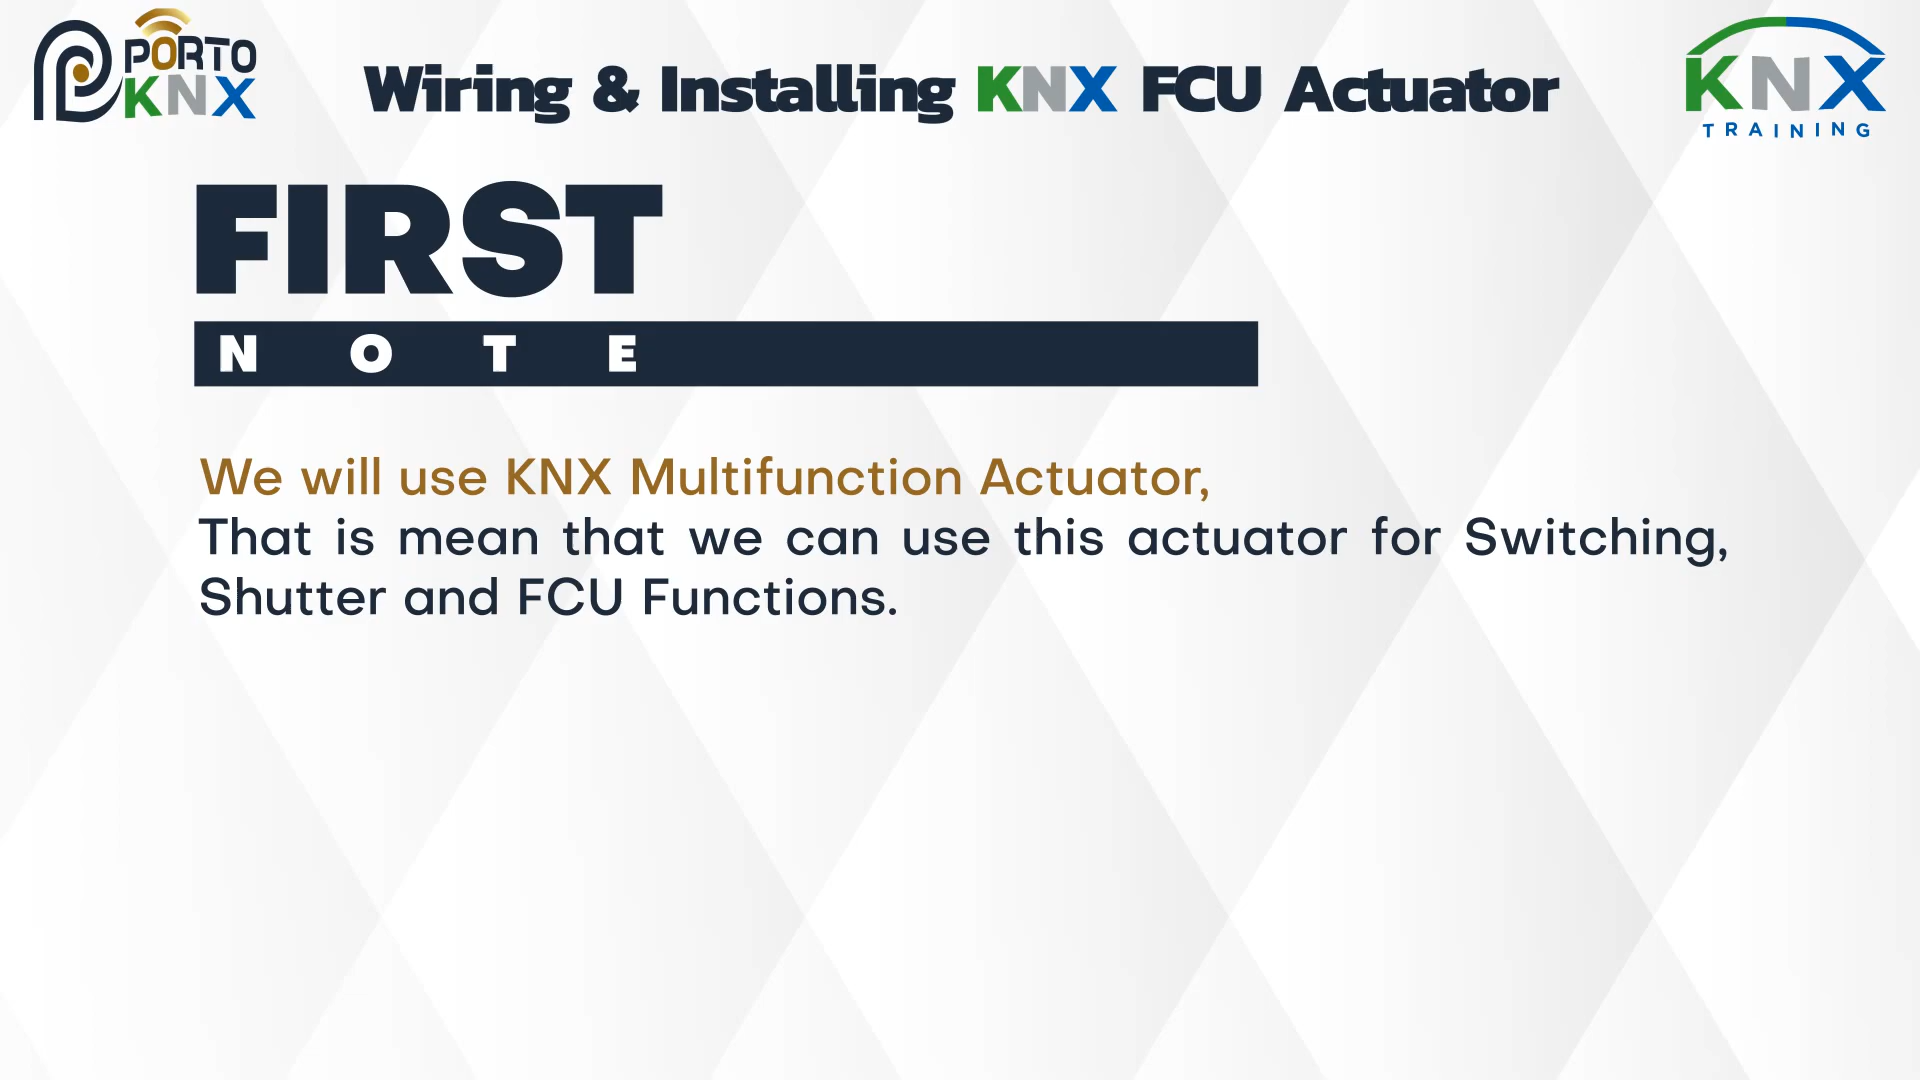 PORTO
KNX
Wiring & Installing KNX FCU Actuator
KNX
TRAINING
FIRST
NOTE
We will use KNX Multifunction Actuator,
That is mean that we can use this actuator for Switching,
Shutter and FCU Functions.